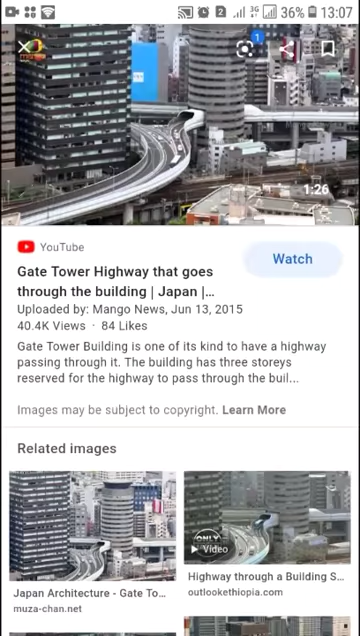 2 3G 36% 13:07
1
1:26
YouTube
Watch
Gate Tower Highway that goes
through the building | Japan |...
Uploaded by: Mango News, Jun 13, 2015
40.4K Views · 84 Likes
Gate Tower Building is one of its kind to have a highway
passing through it. The building has three storeys
reserved for the highway to pass through the buil...
Images may be subject to copyright. Learn More
Related images
ONLY
Video
Japan Architecture - Gate To...
muza-chan.net
Highway through a Building S...
outlookethiopia.com